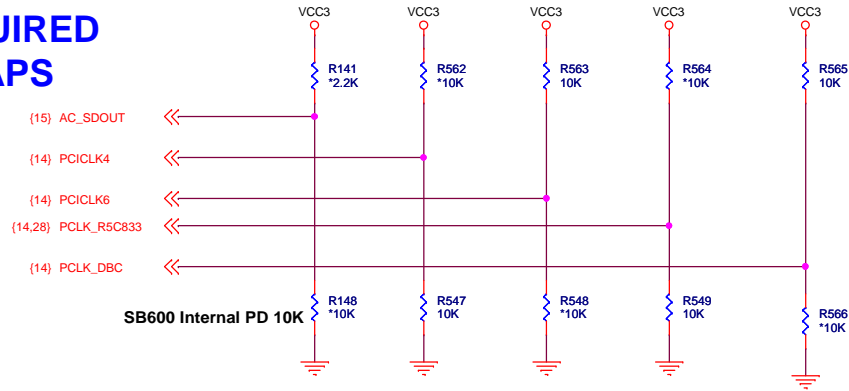 UIRED
APS
VCC3 VCC3 VCC3 VCC3 VCC3
R141 R562 R563 R564 R565
*2.2K *10K 10K *10K 10K
{15} AC_SDOUT
{14} PCICLK4
{14} PCICLK6
{14,28} PCLK_R5C833
{14} PCLK_DBC
R148 R547 R548 R549 R566
*10K 10K *10K 10K *10K
SB600 Internal PD 10K